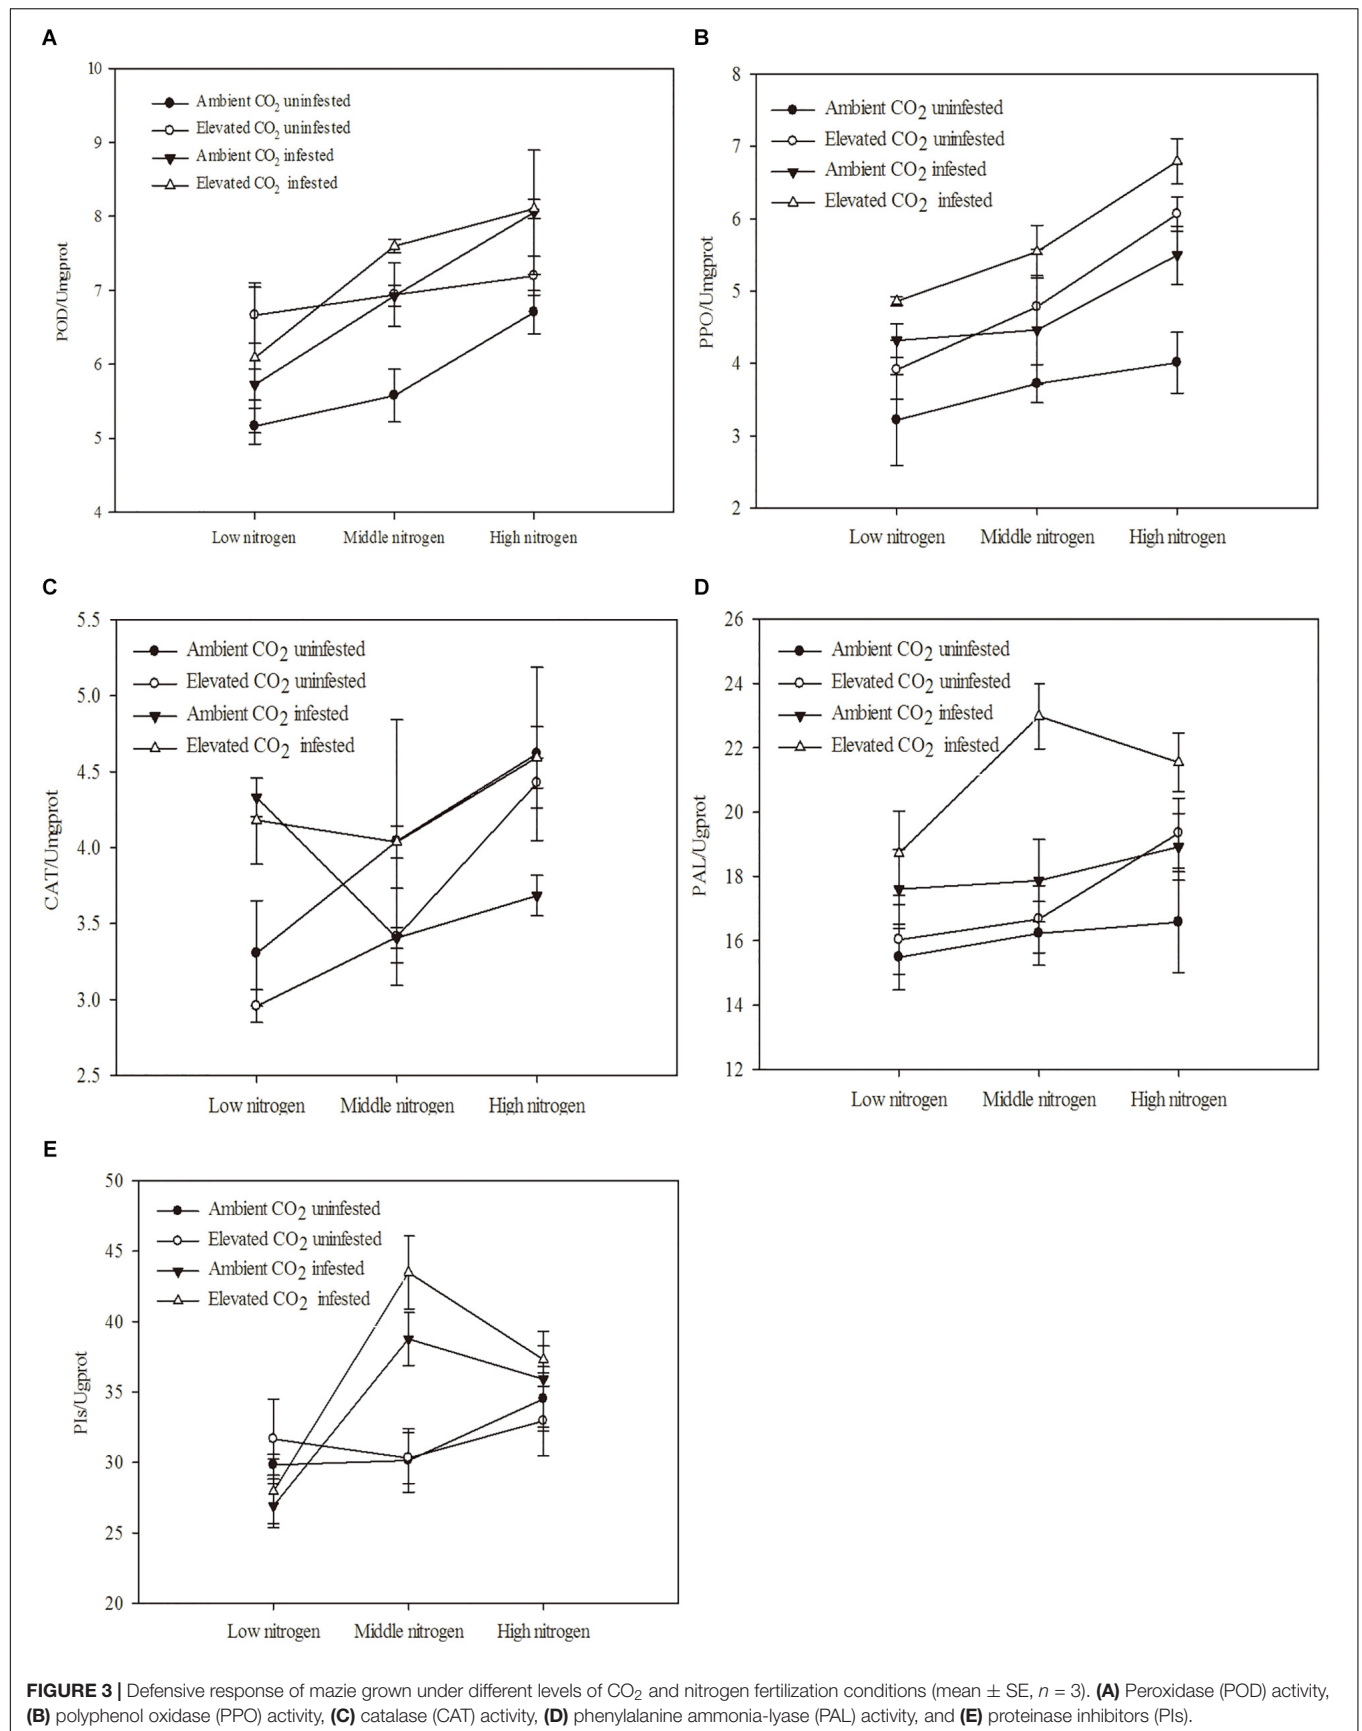 A
10
9
8
7
6
5
4
POD/Umgprot
Ambient CO2 uninfested
Elevated CO2 uninfested
Ambient CO2 infested
Elevated CO2 infested
Low nitrogen Middle nitrogen High nitrogen
B
8
7
6
5
4
3
2
PPO/Umgprot
Ambient CO2 uninfested
Elevated CO2 uninfested
Ambient CO2 infested
Elevated CO2 infested
Low nitrogen Middle nitrogen High nitrogen
C
5.5
5.0
4.5
4.0
3.5
3.0
2.5
CAT/Umgprot
Ambient CO2 uninfested
Elevated CO2 uninfested
Ambient CO2 infested
Elevated CO2 infested
Low nitrogen Middle nitrogen High nitrogen
D
26
24
22
20
18
16
14
12
PAL/Ugprot
Ambient CO2 uninfested
Elevated CO2 uninfested
Ambient CO2 infested
Elevated CO2 infested
Low nitrogen Middle nitrogen High nitrogen
E
50
45
40
35
30
25
20
PIs/Ugprot
Ambient CO2 uninfested
Elevated CO2 uninfested
Ambient CO2 infested
Elevated CO2 infested
Low nitrogen Middle nitrogen High nitrogen
FIGURE 3 | Defensive response of mazie grown under different levels of CO2 and nitrogen fertilization conditions (mean ± SE, n = 3). (A) Peroxidase (POD) activity,
(B) polyphenol oxidase (PPO) activity, (C) catalase (CAT) activity, (D) phenylalanine ammonia-lyase (PAL) activity, and (E) proteinase inhibitors (PIs).